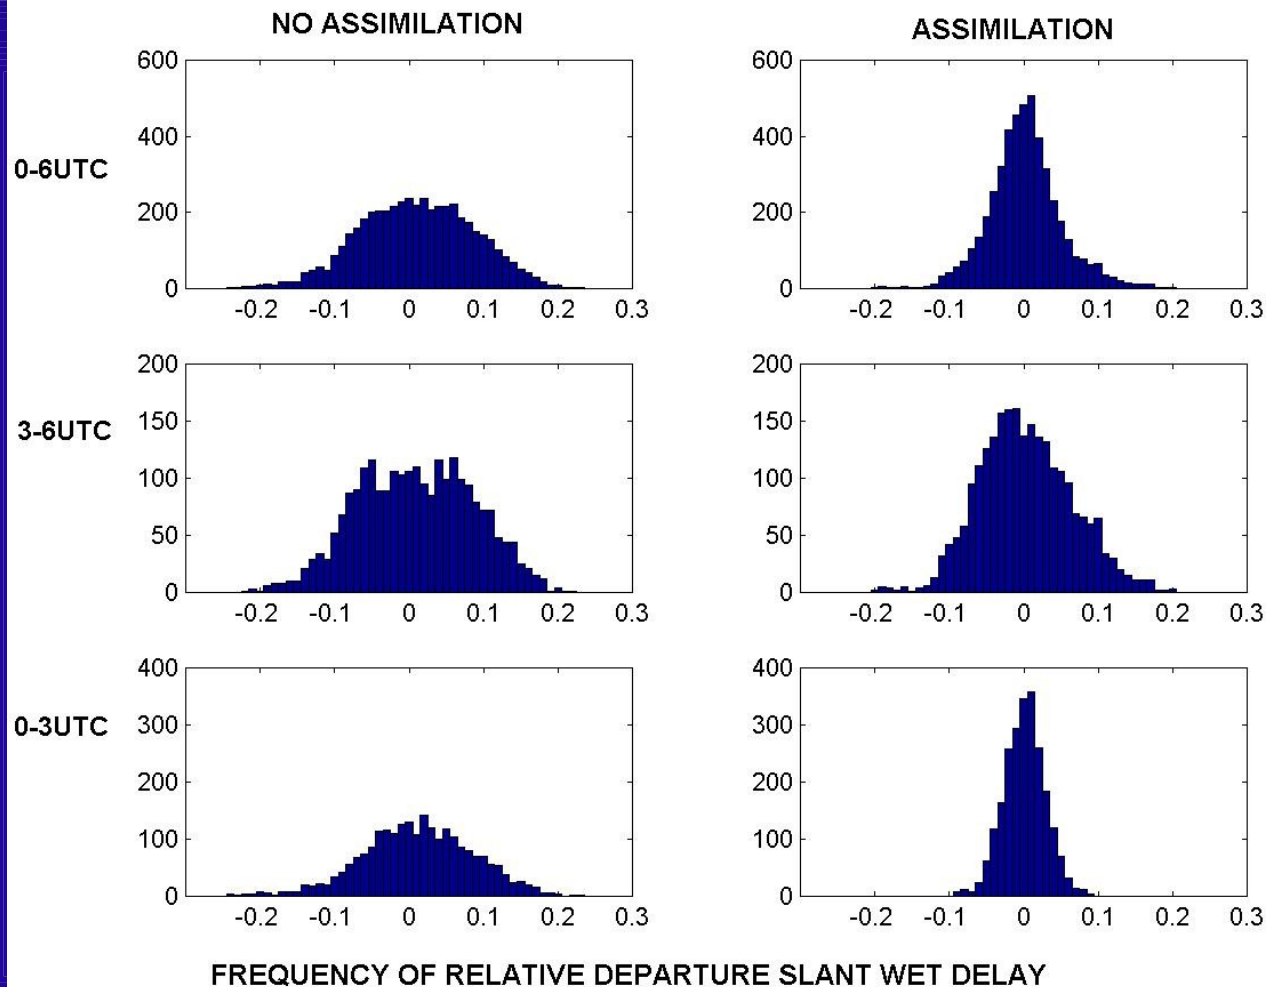 NO ASSIMILATION
ASSIMILATION
0-6UTC
600
400
200
0
-0.2 -0.1 0 0.1 0.2 0.3
600
400
200
0
-0.2 -0.1 0 0.1 0.2 0.3
3-6UTC
200
150
100
50
0
-0.2 -0.1 0 0.1 0.2 0.3
200
150
100
50
0
-0.2 -0.1 0 0.1 0.2 0.3
0-3UTC
400
300
200
100
0
-0.2 -0.1 0 0.1 0.2 0.3
400
300
200
100
0
-0.2 -0.1 0 0.1 0.2 0.3
FREQUENCY OF RELATIVE DEPARTURE SLANT WET DELAY